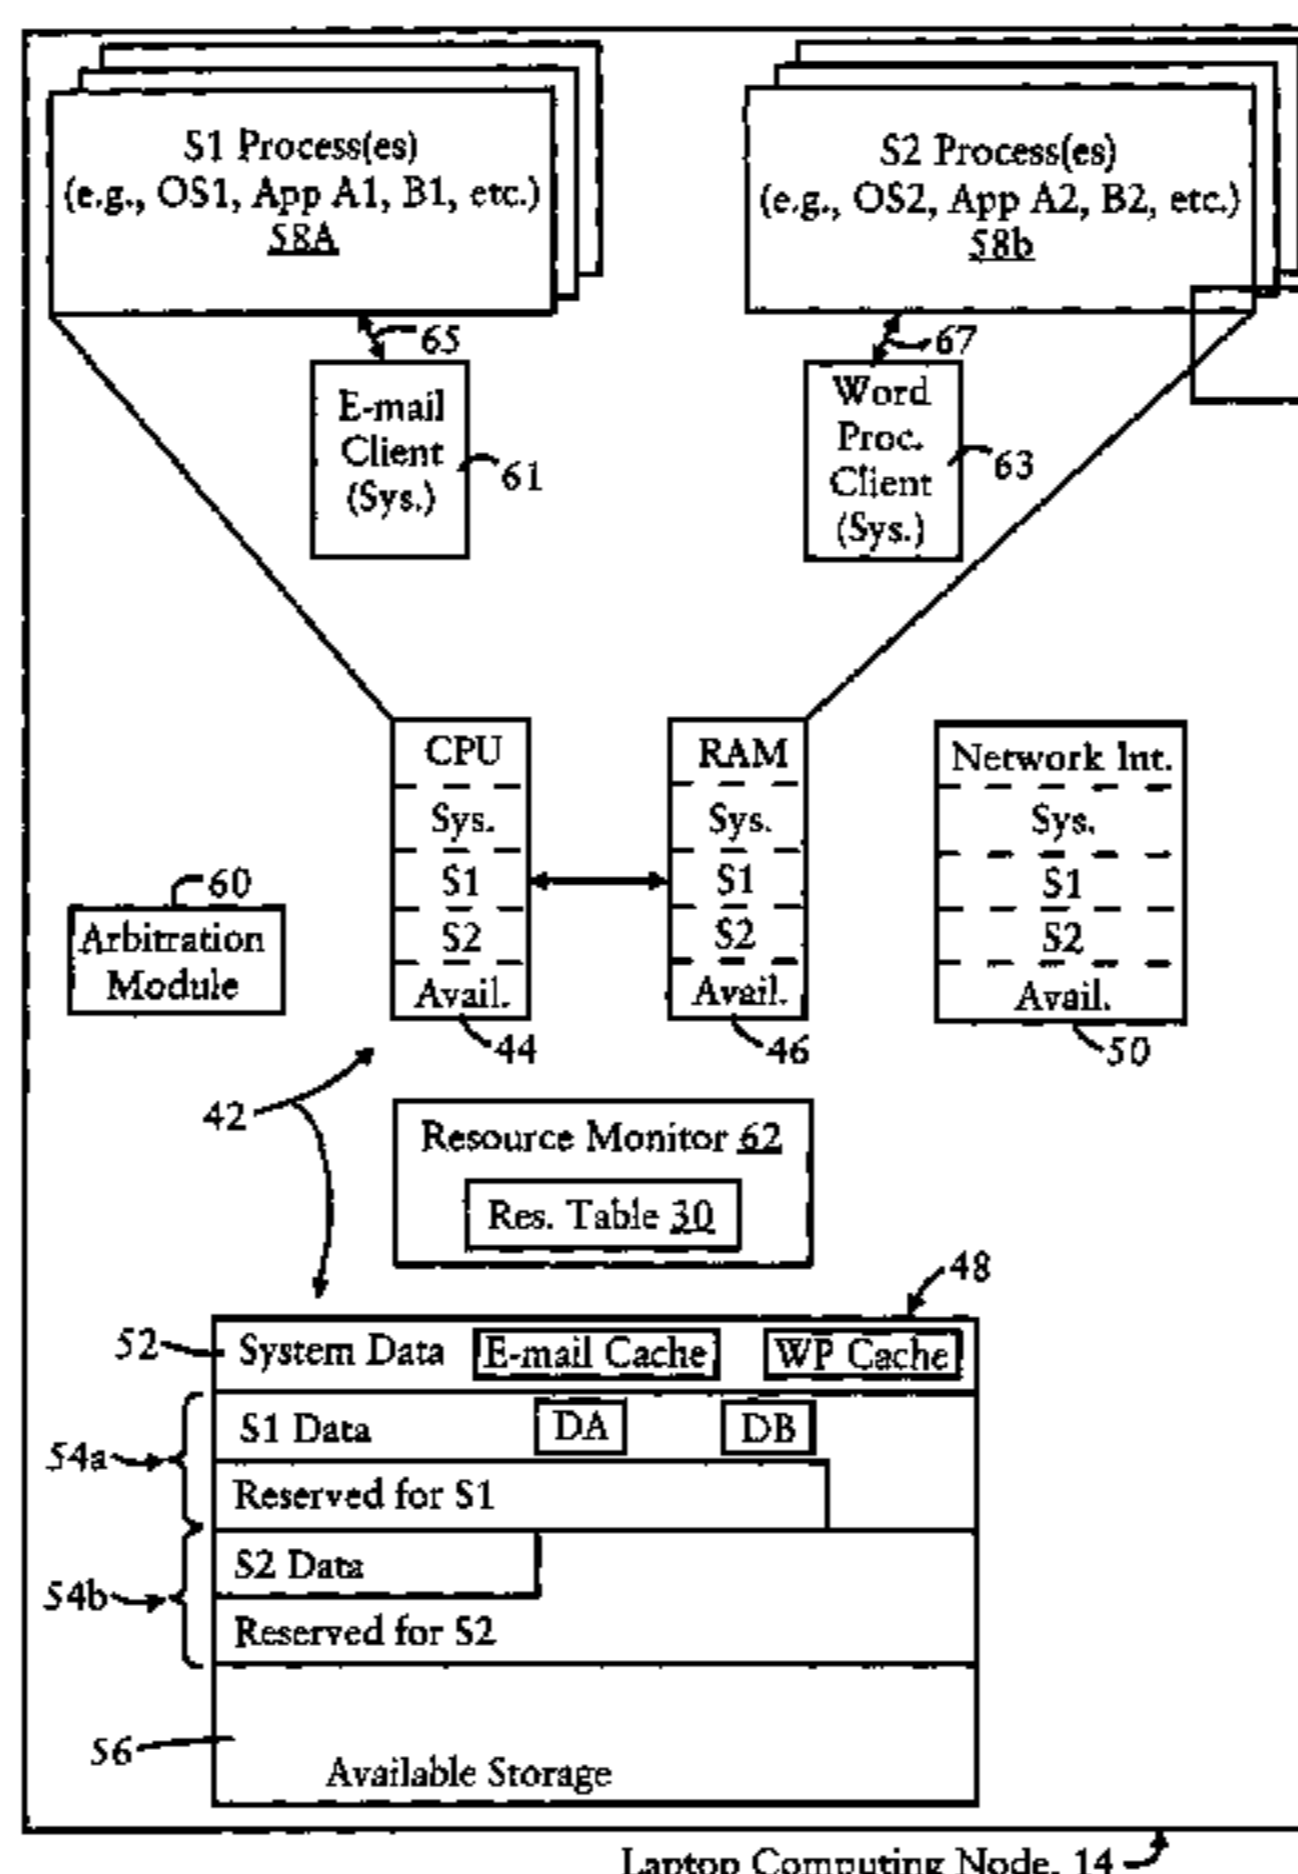 S1 Process(es)
(e.g., OS1, App A1, B1, etc.)
58A
S2 Process(es)
(e.g., OS2, App A2, B2, etc.)
58b
65
67
E-mail
Client
(Sys.)
61
Word
Proc.
Client
(Sys.)
63
CPU
Sys.
S1
S2
Avail.
44
RAM
Sys.
S1
S2
Avail.
46
Network Int.
Sys.
S1
S2
Avail.
50
60
Arbitration
Module
42
Resource Monitor 62
Res. Table 30
48
52
System Data
E-mail Cache
WP Cache
54a
S1 Data
DA
DB
Reserved for S1
54b
S2 Data
Reserved for S2
56
Available Storage
Laptop Computing Node, 14